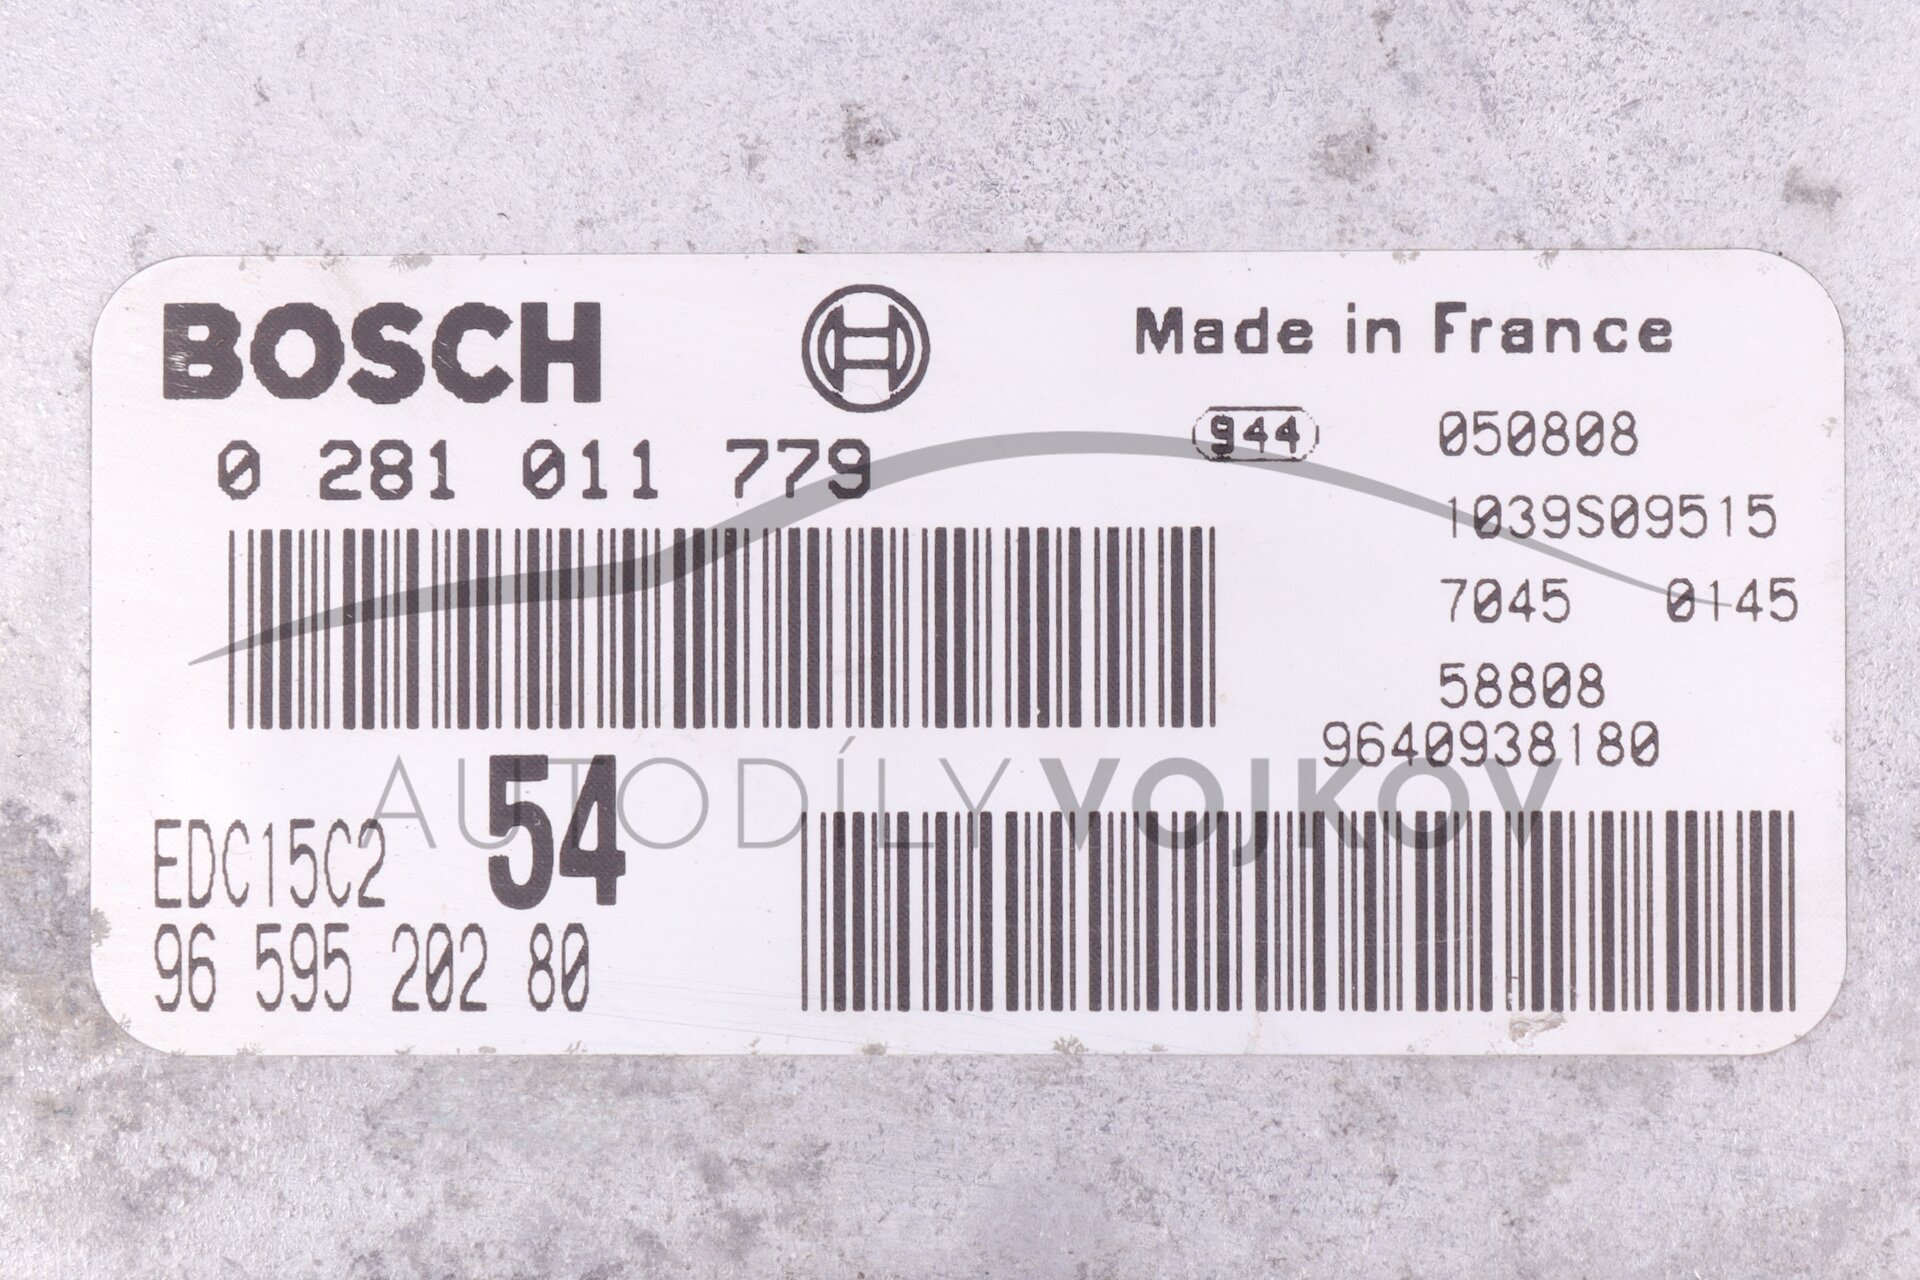 BOSCH
Made in France
0 281 011 779
944 050808
1039S09515
7045 0145
58808
9640938180
AUTODÍLY VOJKOV
54
EDC15C2
96 595 202 80